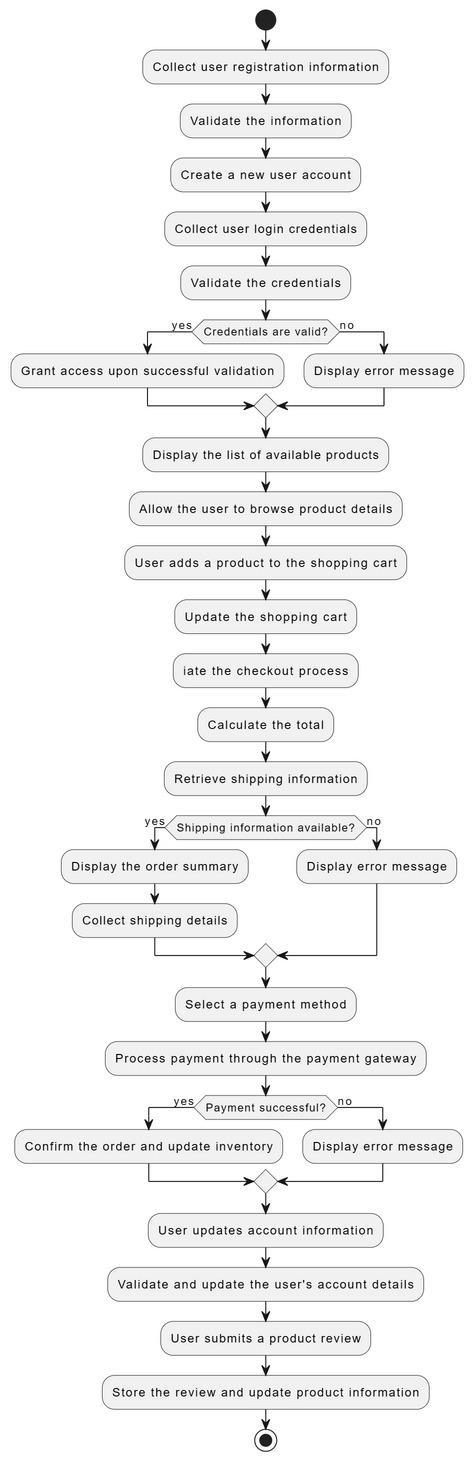 Collect user registration information
Validate the information
Create a new user account
Collect user login credentials
Validate the credentials
yes
Credentials are valid?
no
Grant access upon successful validation
Display error message
Display the list of available products
Allow the user to browse product details
User adds a product to the shopping cart
Update the shopping cart
iate the checkout process
Calculate the total
Retrieve shipping information
yes
Shipping information available?
no
Display the order summary
Display error message
Collect shipping details
Select a payment method
Process payment through the payment gateway
yes
Payment successful?
no
Confirm the order and update inventory
Display error message
User updates account information
Validate and update the user's account details
User submits a product review
Store the review and update product information